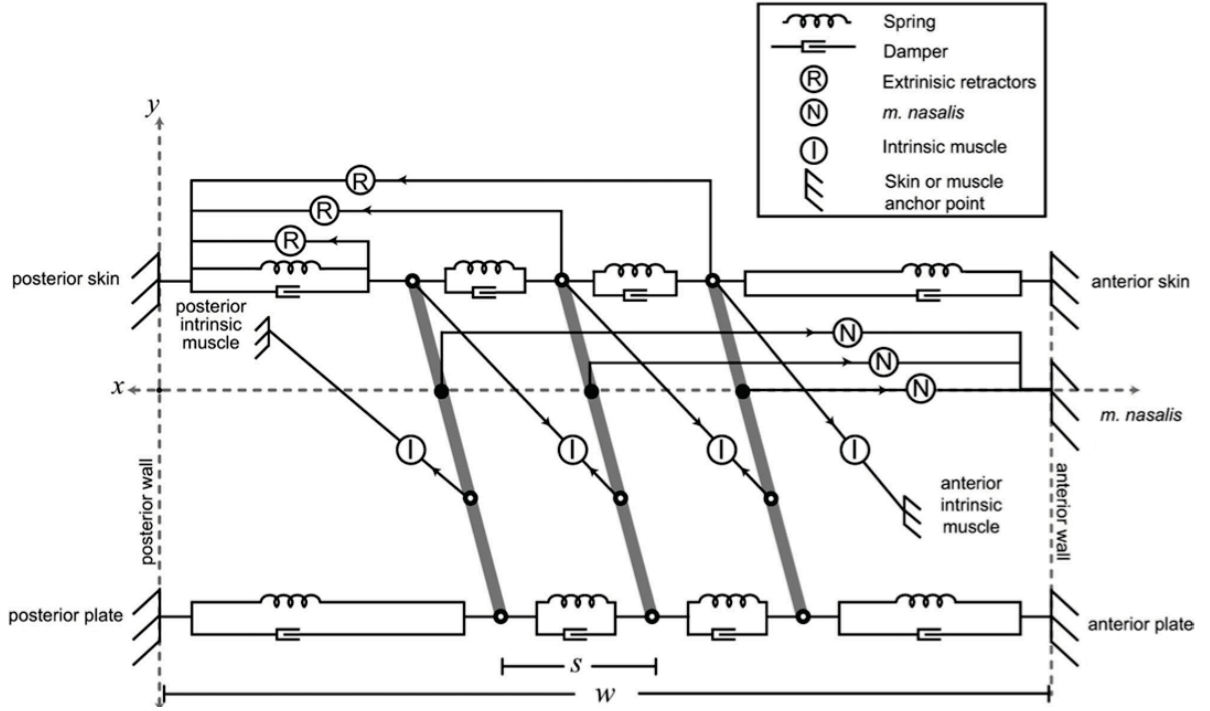 Spring
Damper
R
Extrinisic retractors
N
m. nasalis
I
Intrinsic muscle
Skin or muscle
anchor point
y
R
R
R
posterior skin
anterior skin
posterior
intrinsic
muscle
N
N
x
N
m. nasalis
I
I
I
I
posterior wall
anterior
intrinsic
muscle
anterior wall
posterior plate
anterior plate
s
w